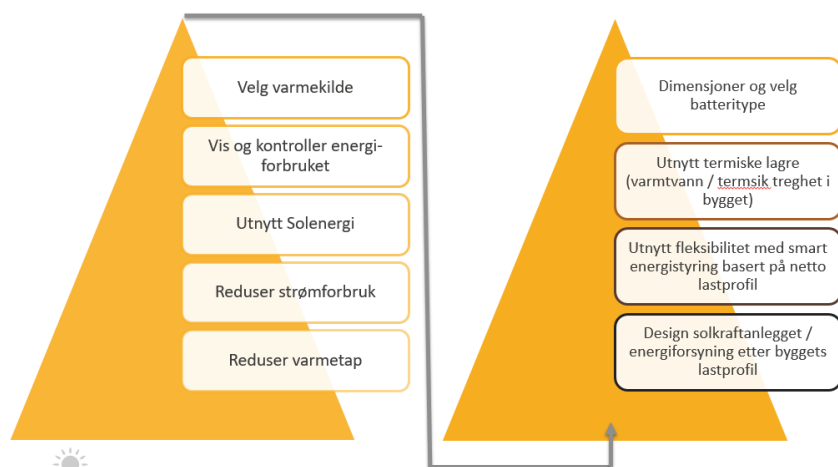 Velg varmekilde
Vis og kontroller energi-
forbruket
Utnytt Solenergi
Reduser strømforbruk
Reduser varmetap
Dimensjoner og velg
batteritype
Utnytt termiske lagre
(varmtvann / termsik treghet i
bygget)
Utnytt fleksibilitet med smart
energistyring basert på netto
lastprofil
Design solkraftanlegget /
energiforsyning etter byggets
lastprofil